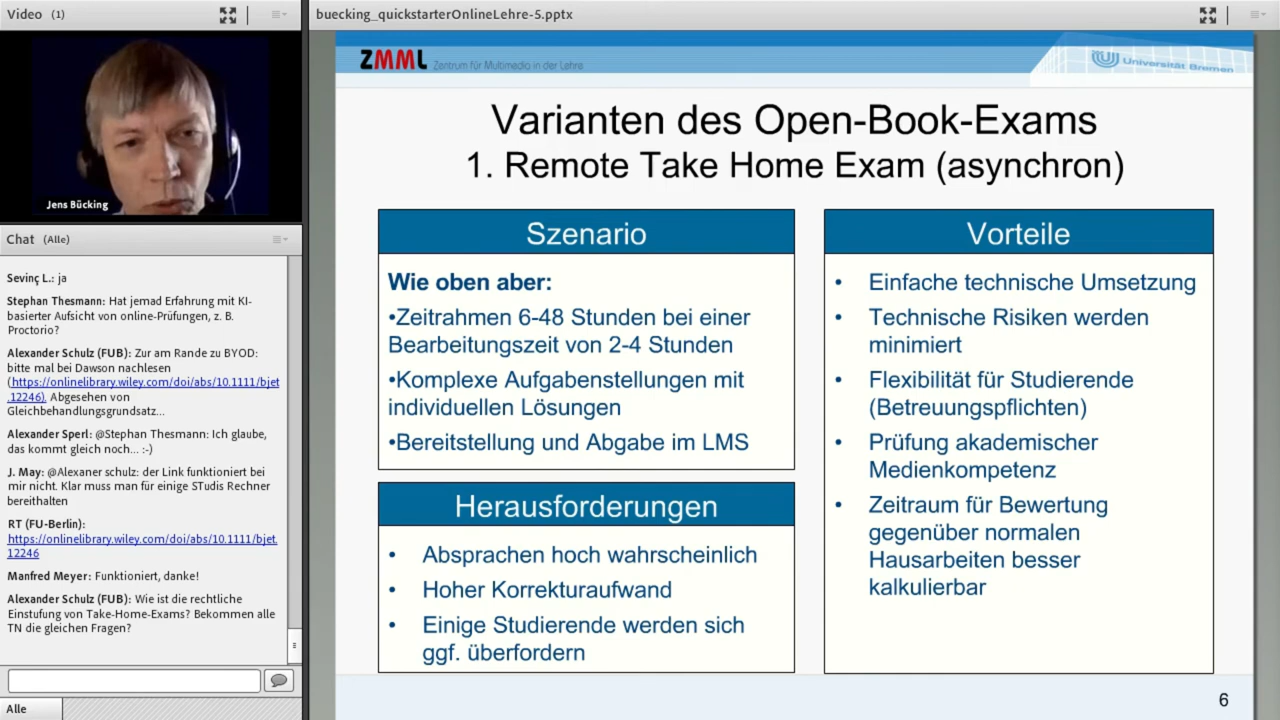 Video (1)
buecking_quickstarterOnlineLehre-5.pptx
Jens Bücking
Chat (Alle)
Sevinç L.: ja
Stephan Thesmann: Hat jemad Erfahrung mit KI-
basierter Aufsicht von online-Prüfungen, z. B.
Proctorio?
Alexander Schulz (FUB): Zur am Rande zu BYOD:
bitte mal bei Dawson nachlesen
(https://onlinelibrary.wiley.com/doi/abs/10.1111/bjet
.12246). Abgesehen von
Gleichbehandlungsgrundsatz...
Alexander Sperl: @Stephan Thesmann: Ich glaube,
das kommt gleich noch... :-)
J. May: @Alexaner schulz: der Link funktioniert bei
mir nicht. Klar muss man für einige STudis Rechner
bereithalten
RT (FU-Berlin):
https://onlinelibrary.wiley.com/doi/abs/10.1111/bjet.
12246
Manfred Meyer: Funktioniert, danke!
Alexander Schulz (FUB): Wie ist die rechtliche
Einstufung von Take-Home-Exams? Bekommen alle
TN die gleichen Fragen?
Alle
ZMML Zentrum für Multimedia in der Lehre
Universität Bremen
Varianten des Open-Book-Exams
1. Remote Take Home Exam (asynchron)
Szenario
Wie oben aber:
•Zeitrahmen 6-48 Stunden bei einer
Bearbeitungszeit von 2-4 Stunden
•Komplexe Aufgabenstellungen mit
individuellen Lösungen
•Bereitstellung und Abgabe im LMS
Herausforderungen
• Absprachen hoch wahrscheinlich
• Hoher Korrekturaufwand
• Einige Studierende werden sich
ggf. überfordern
Vorteile
• Einfache technische Umsetzung
• Technische Risiken werden
minimiert
• Flexibilität für Studierende
(Betreuungspflichten)
• Prüfung akademischer
Medienkompetenz
• Zeitraum für Bewertung
gegenüber normalen
Hausarbeiten besser
kalkulierbar
6